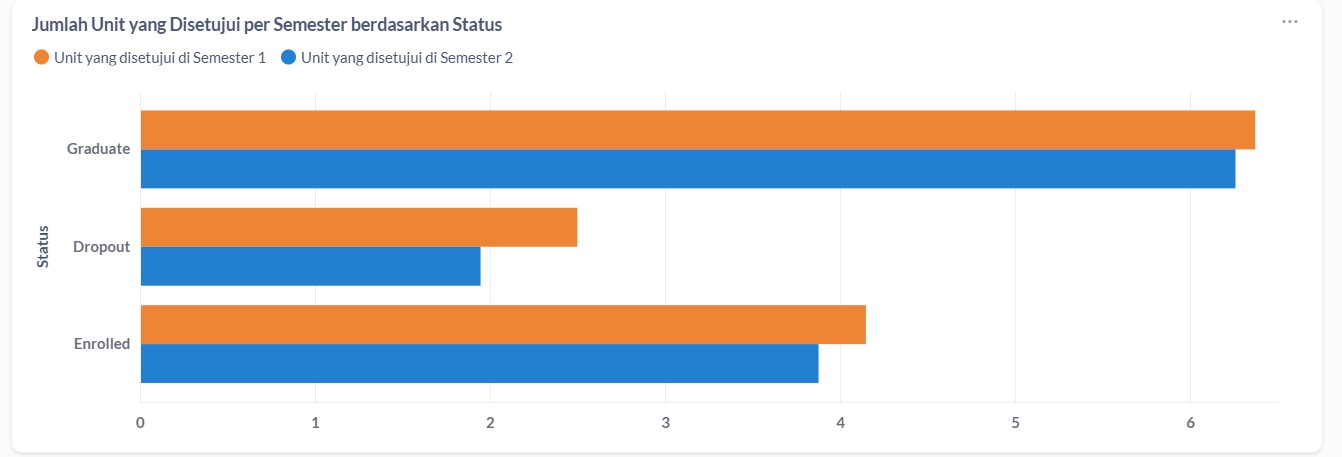 Jumlah Unit yang Disetujui per Semester berdasarkan Status
Unit yang disetujui di Semester 1 Unit yang disetujui di Semester 2
Graduate
Dropout
Enrolled
Status
0 1 2 3 4 5 6